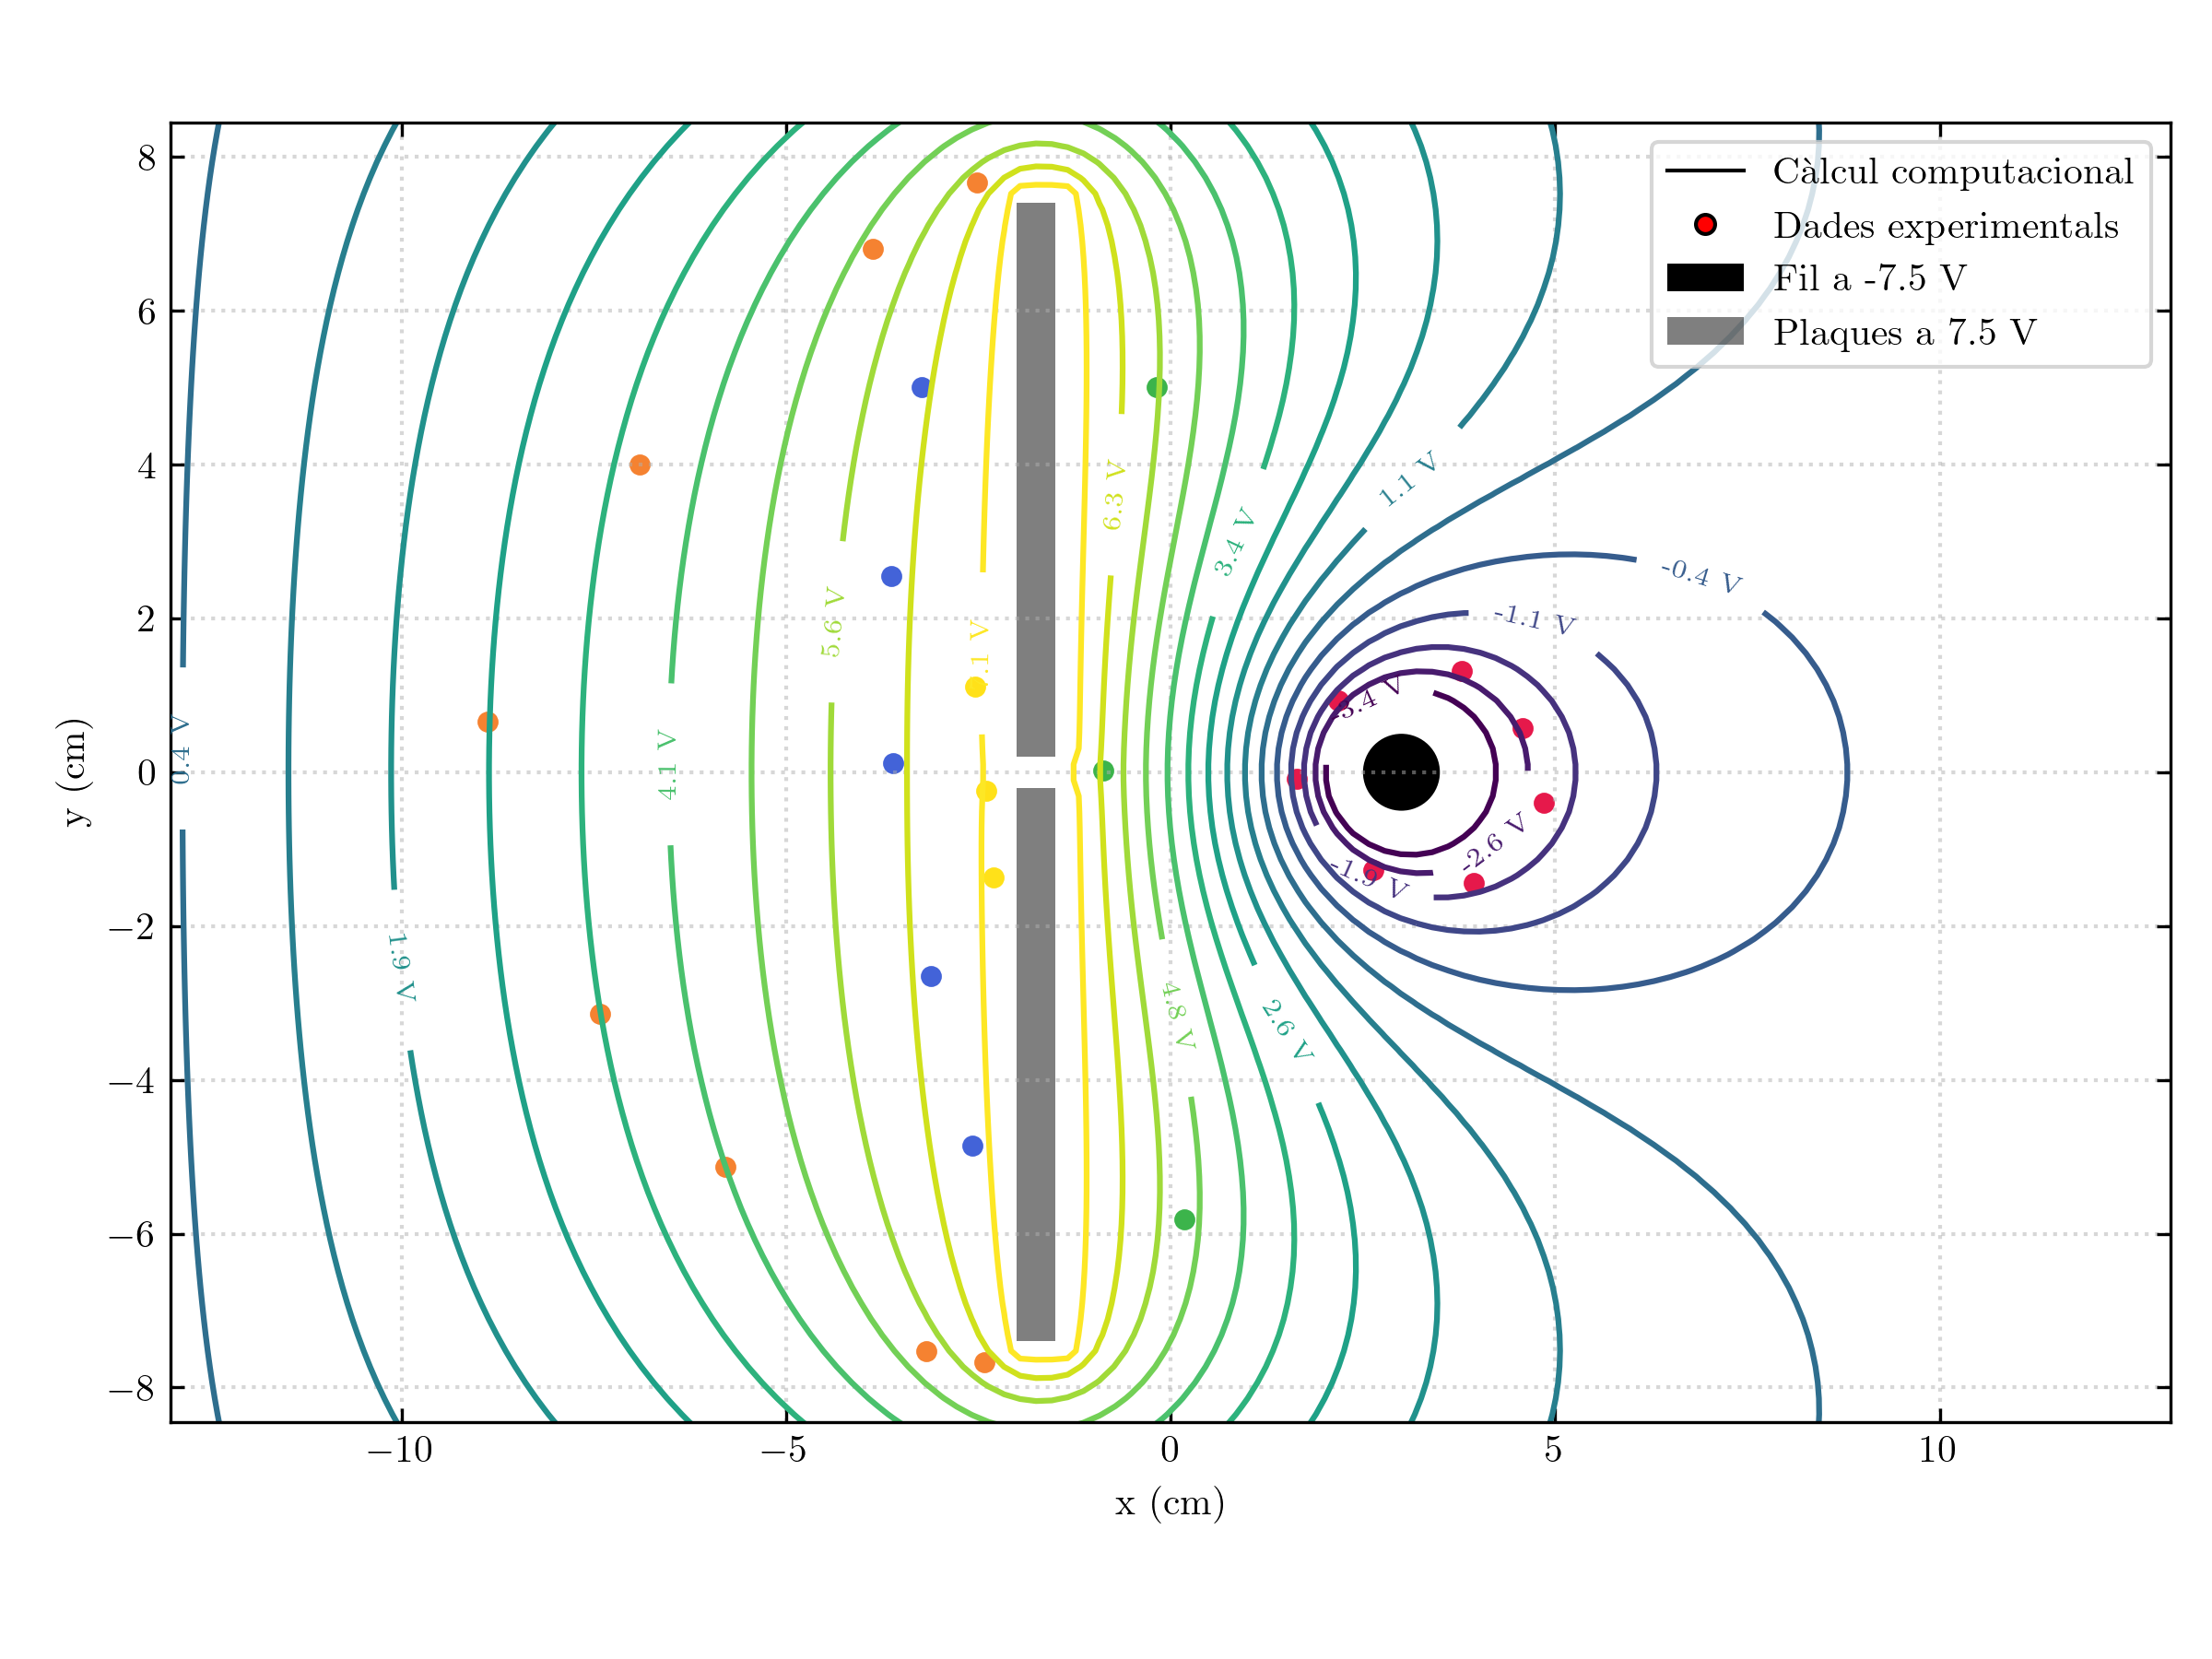 Càlcul computacional
Dades experimentals
Fil a -7.5 V
Plaques a 7.5 V
8
6
4
2
0
−2
−4
−6
−8
y (cm)
−10
−5
0
5
10
x (cm)
0.4 V
1.9 V
4.1 V
5.6 V
6.3 V
3.4 V
4.8 V
2.6 V
1.1 V
-0.4 V
-1.1 V
-3.4 V
-2.6 V
-1.9 V